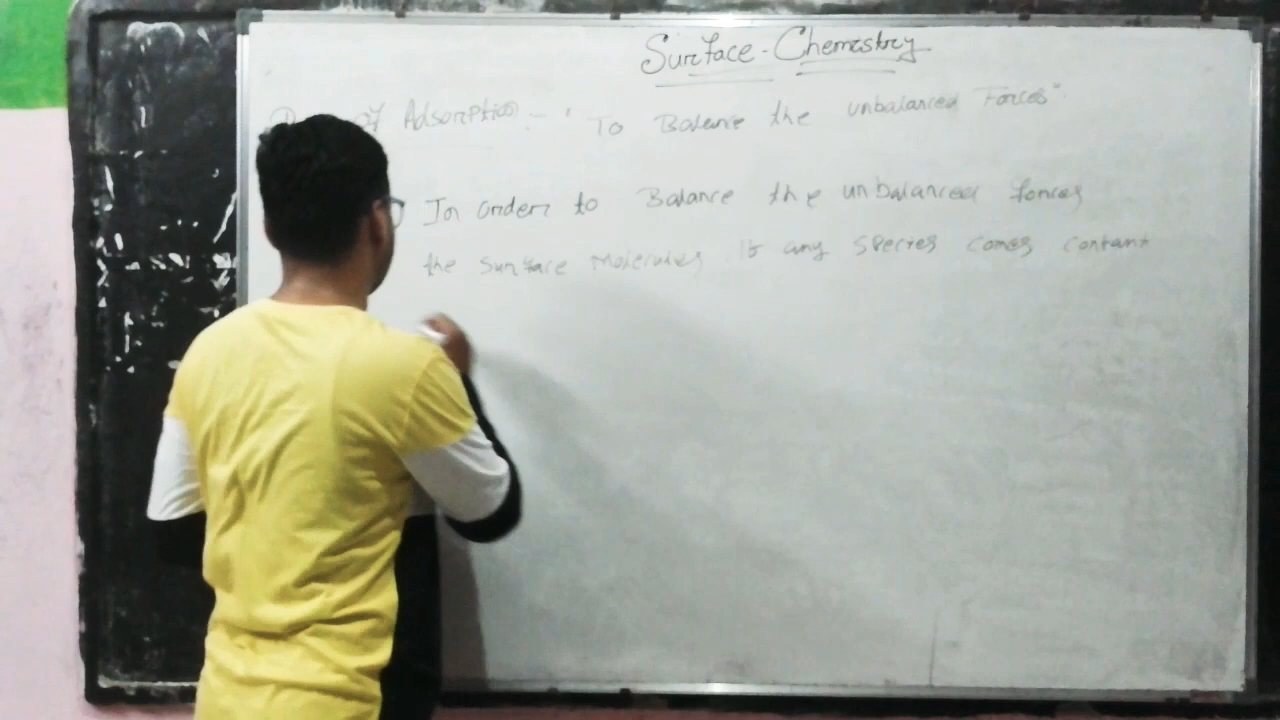 Surface - Chemistry
of Adsorption - "To Balance the unbalanced Forces"
In order to Balance the unbalanced forces
the surface Molecules If any species comes contant